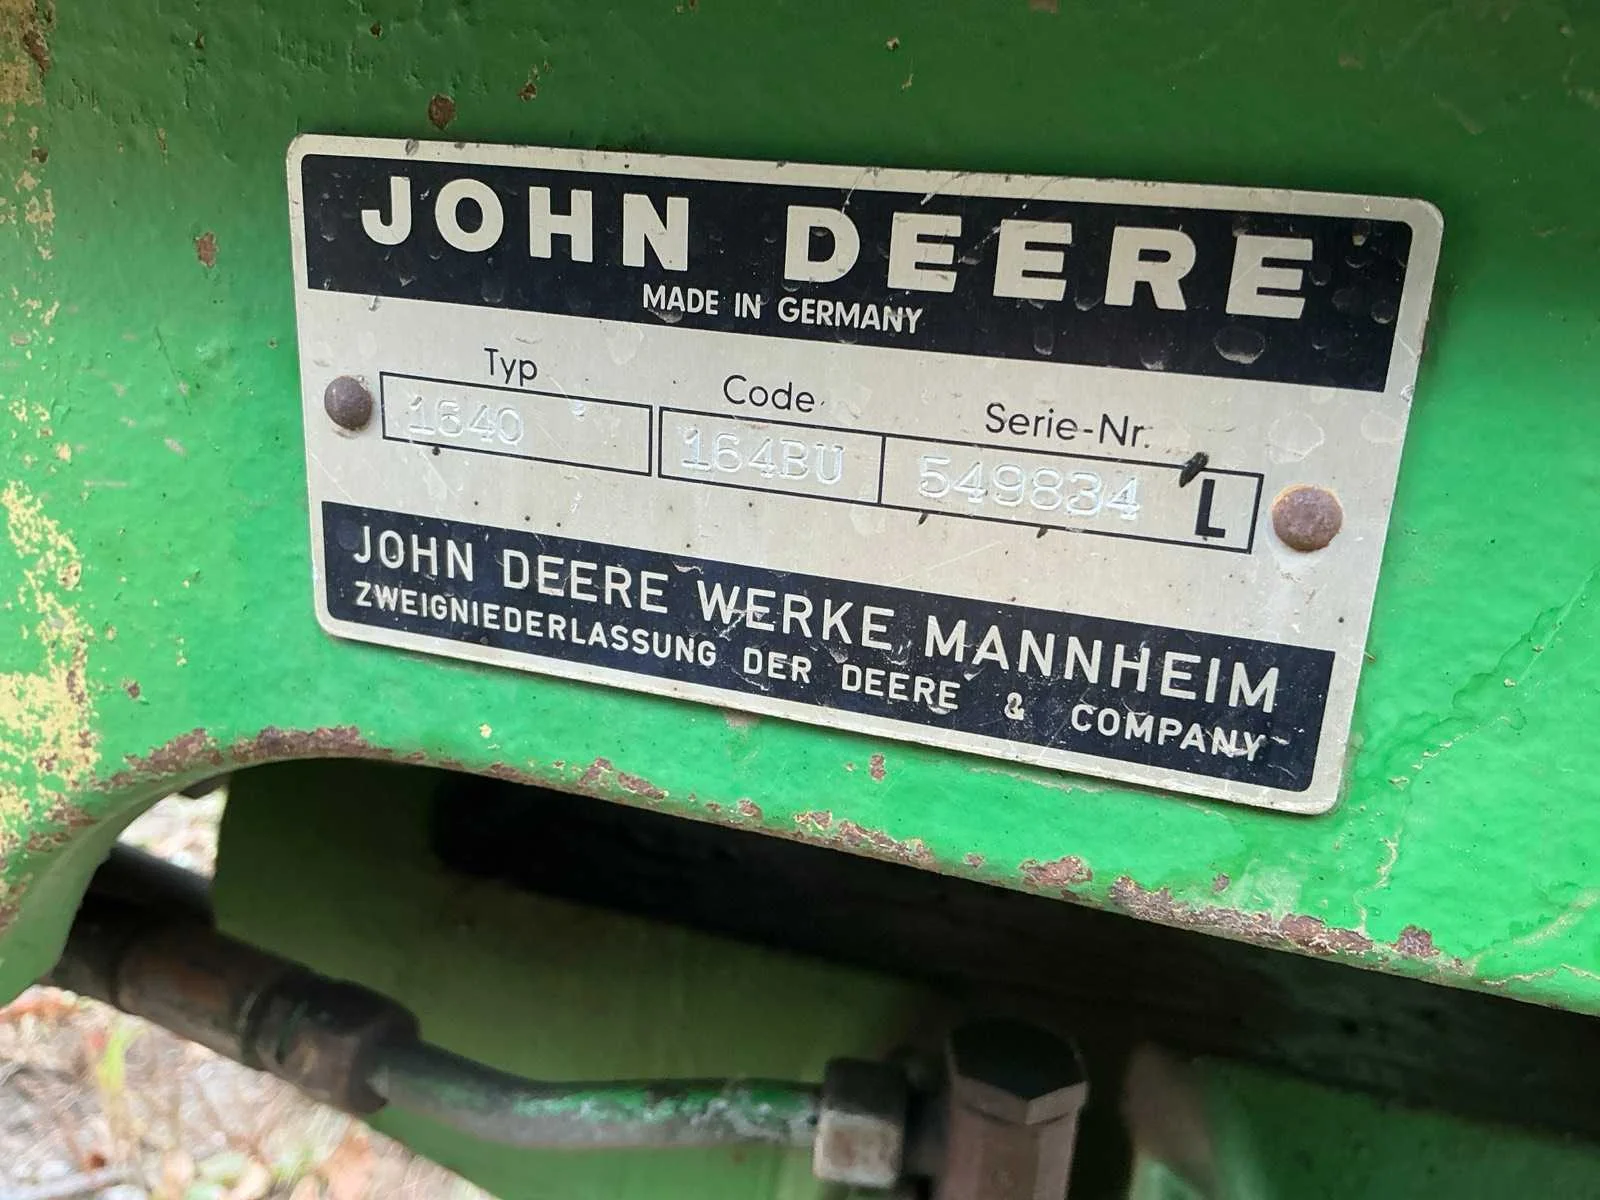 JOHN DEERE
MADE IN GERMANY
Typ Code Serie-Nr.
1640 164BU 549834 L
JOHN DEERE WERKE MANNHEIM
ZWEIGNIEDERLASSUNG DER DEERE & COMPANY